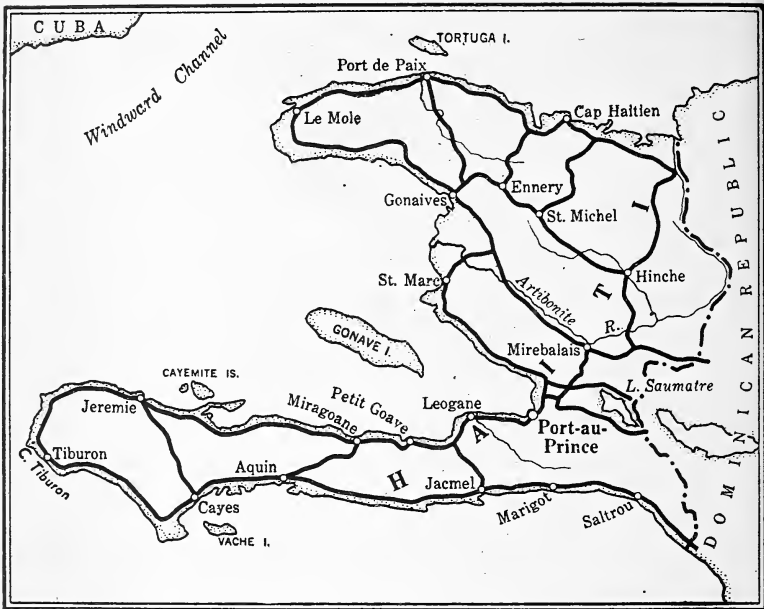 CUBA
Windward Channel
TORTUGA I.
Port de Paix
Le Mole
Cap Haïtien
Ennery
Gonaives
St. Michel
Hinche
St. Marc
Artibonite R.
GONAVE I.
Mirebalais
CAYEMITE IS.
L. Saumatre
Jeremie
Miragoane
Petit Goave
Leogane
Port-au-
Prince
Tiburon
C. Tiburon
Aquin
Cayes
Jacmel
Marigot
Saltrou
VACHE I.
HAITI
DOMINICAN REPUBLIC